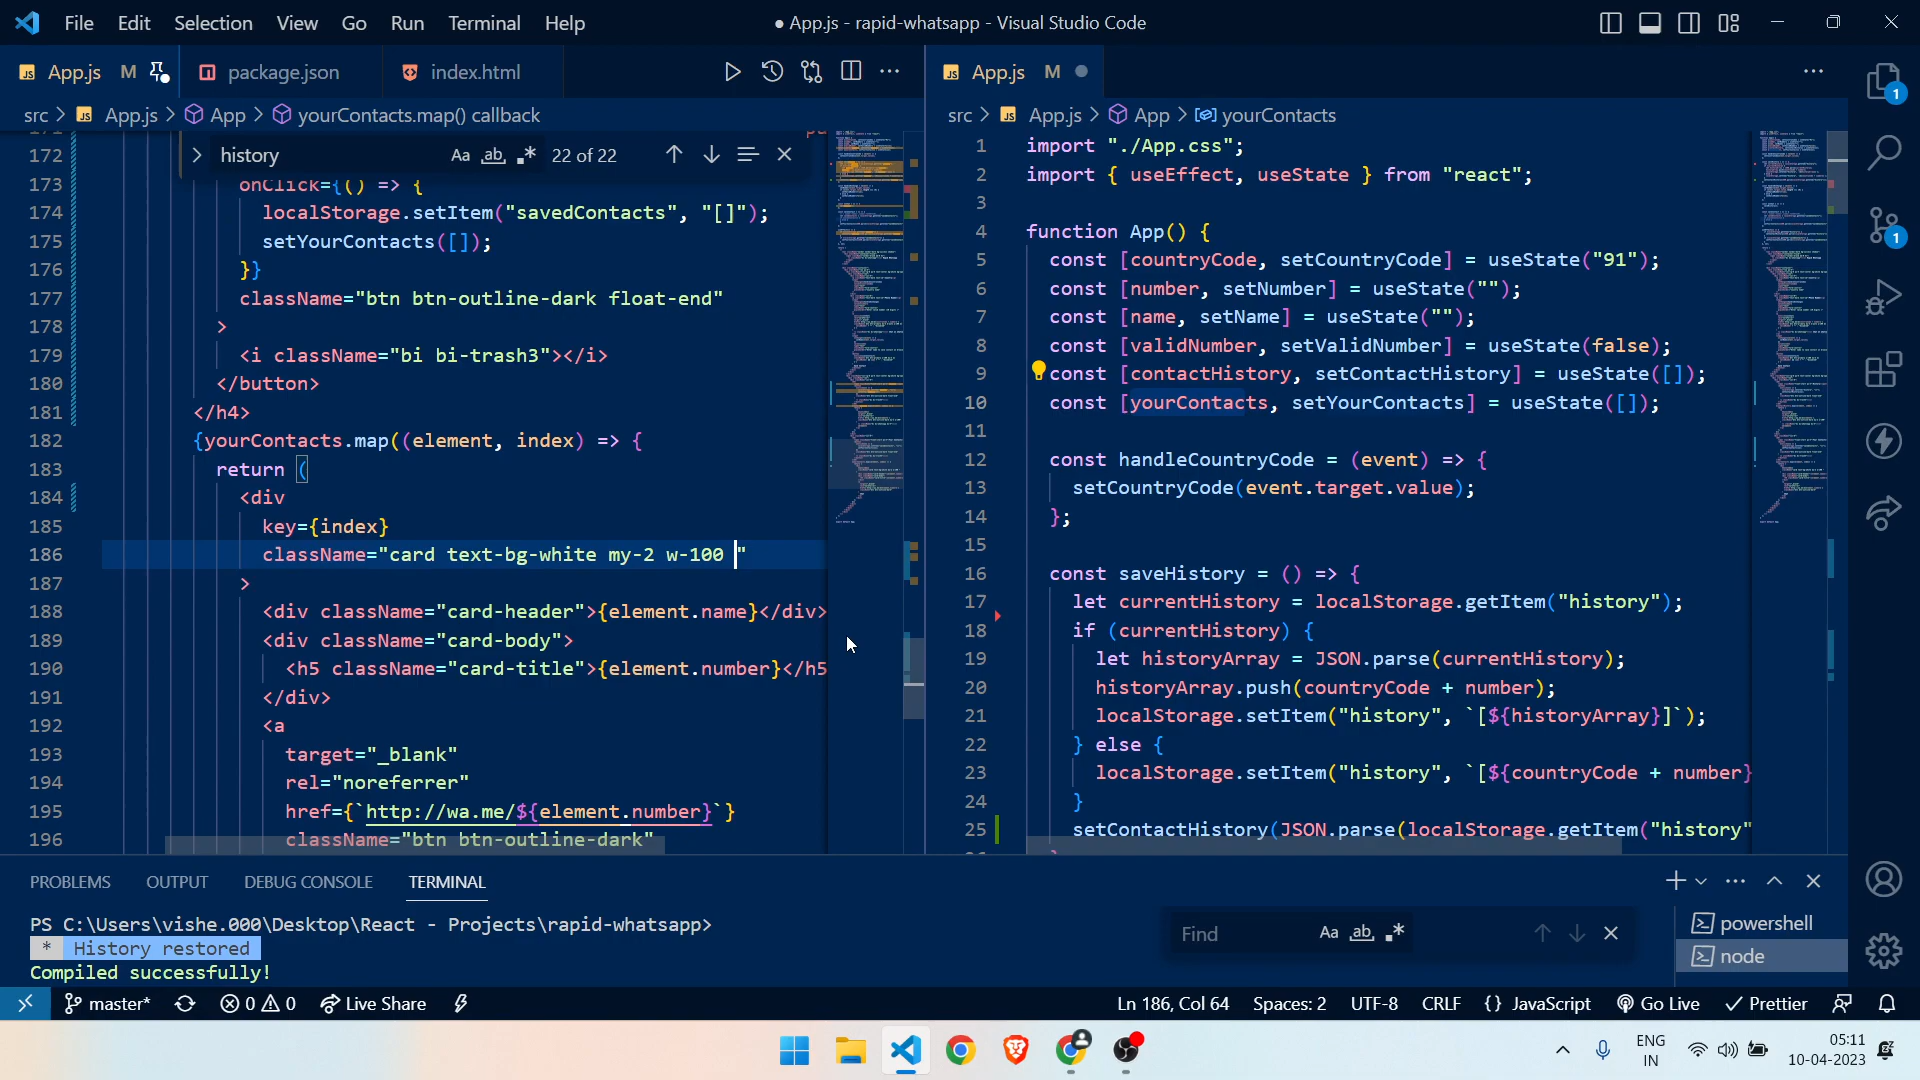 File Edit Selection View Go Run Terminal Help
● App.js - rapid-whatsapp - Visual Studio Code
App.js M
package.json
index.html
src > App.js > App > yourContacts.map() callback
history
Aa ab .* 22 of 22
172
173 onClick={() => {
174 localStorage.setItem("savedContacts", "[]");
175 setYourContacts([]);
176 }}
177 className="btn btn-outline-dark float-end"
178 >
179 <i className="bi bi-trash3"></i>
180 </button>
181 </h4>
182 {yourContacts.map((element, index) => {
183 return (
184 <div
185 key={index}
186 className="card text-bg-white my-2 w-100 "
187 >
188 <div className="card-header">{element.name}</div>
189 <div className="card-body">
190 <h5 className="card-title">{element.number}</h5
191 </div>
192 <a
193 target="_blank"
194 rel="noreferrer"
195 href={`http://wa.me/${element.number}`}
196 className="btn btn-outline-dark"
App.js M
src > App.js > App > yourContacts
1 import "./App.css";
2 import { useEffect, useState } from "react";
3
4 function App() {
5 const [countryCode, setCountryCode] = useState("91");
6 const [number, setNumber] = useState("");
7 const [name, setName] = useState("");
8 const [validNumber, setValidNumber] = useState(false);
9 const [contactHistory, setContactHistory] = useState([]);
10 const [yourContacts, setYourContacts] = useState([]);
11
12 const handleCountryCode = (event) => {
13 setCountryCode(event.target.value);
14 };
15
16 const saveHistory = () => {
17 let currentHistory = localStorage.getItem("history");
18 if (currentHistory) {
19 let historyArray = JSON.parse(currentHistory);
20 historyArray.push(countryCode + number);
21 localStorage.setItem("history", `[${historyArray}]`);
22 } else {
23 localStorage.setItem("history", `[${countryCode + number}
24 }
25 setContactHistory(JSON.parse(localStorage.getItem("history"
1
1
PROBLEMS OUTPUT DEBUG CONSOLE TERMINAL
PS C:\Users\vishe.000\Desktop\React - Projects\rapid-whatsapp>
* History restored
Compiled successfully!
Find Aa ab .*
powershell
node
master* 0 0 Live Share
Ln 186, Col 64 Spaces: 2 UTF-8 CRLF {} JavaScript Go Live Prettier
ENG
IN
05:11
10-04-2023